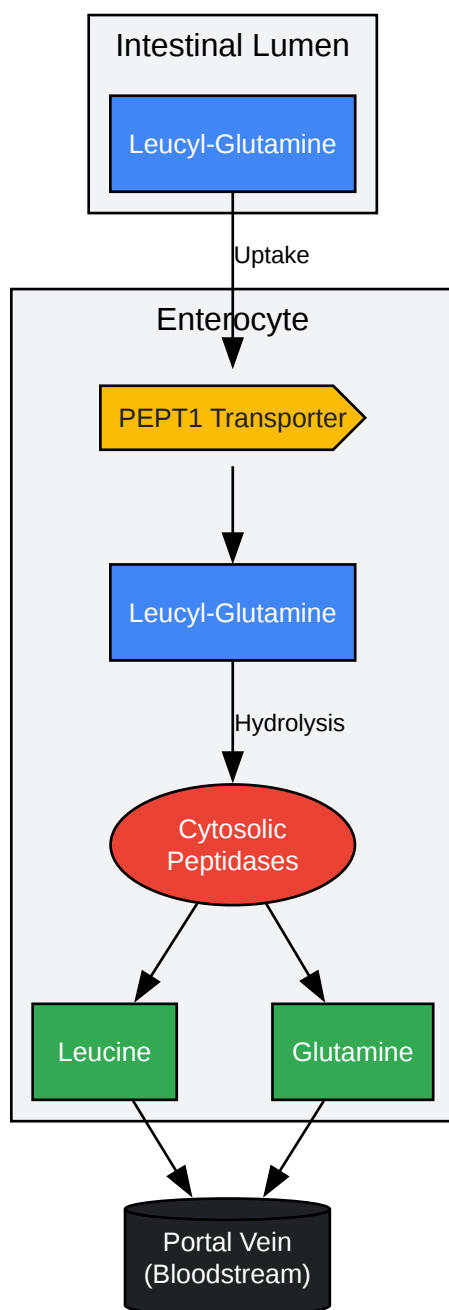 Intestinal Lumen
Leucyl-Glutamine
Uptake
Enterocyte
PEPT1 Transporter
Leucyl-Glutamine
Hydrolysis
Cytosolic
Peptidases
Leucine
Glutamine
Portal Vein
(Bloodstream)